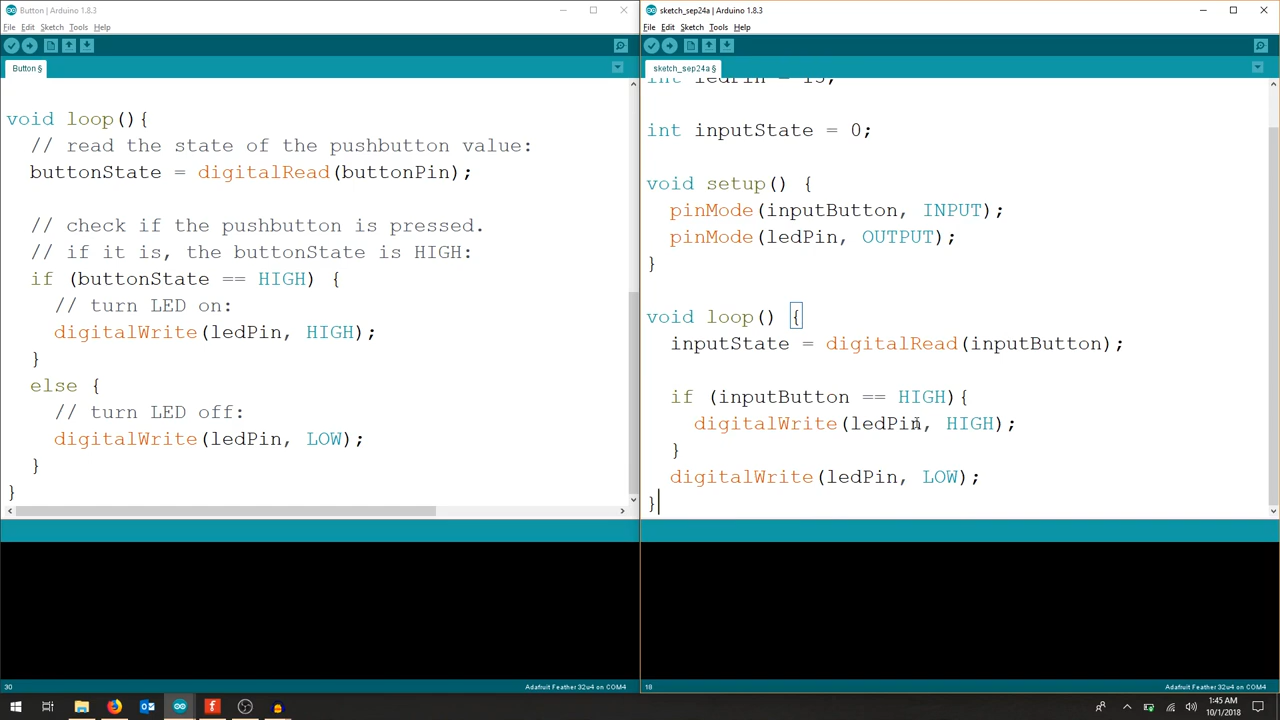 Button | Arduino 1.8.3
File Edit Sketch Tools Help
Button §
void loop(){
// read the state of the pushbutton value:
buttonState = digitalRead(buttonPin);
// check if the pushbutton is pressed.
// if it is, the buttonState is HIGH:
if (buttonState == HIGH) {
// turn LED on:
digitalWrite(ledPin, HIGH);
}
else {
// turn LED off:
digitalWrite(ledPin, LOW);
}
}
30
Adafruit Feather 32u4 on COM4
sketch_sep24a | Arduino 1.8.3
File Edit Sketch Tools Help
sketch_sep24a §
int ledPin = 13;
int inputState = 0;
void setup() {
pinMode(inputButton, INPUT);
pinMode(ledPin, OUTPUT);
}
void loop() {
inputState = digitalRead(inputButton);
if (inputButton == HIGH){
digitalWrite(ledPin, HIGH);
}
digitalWrite(ledPin, LOW);
}
18
Adafruit Feather 32u4 on COM4
1:45 AM
10/1/2018